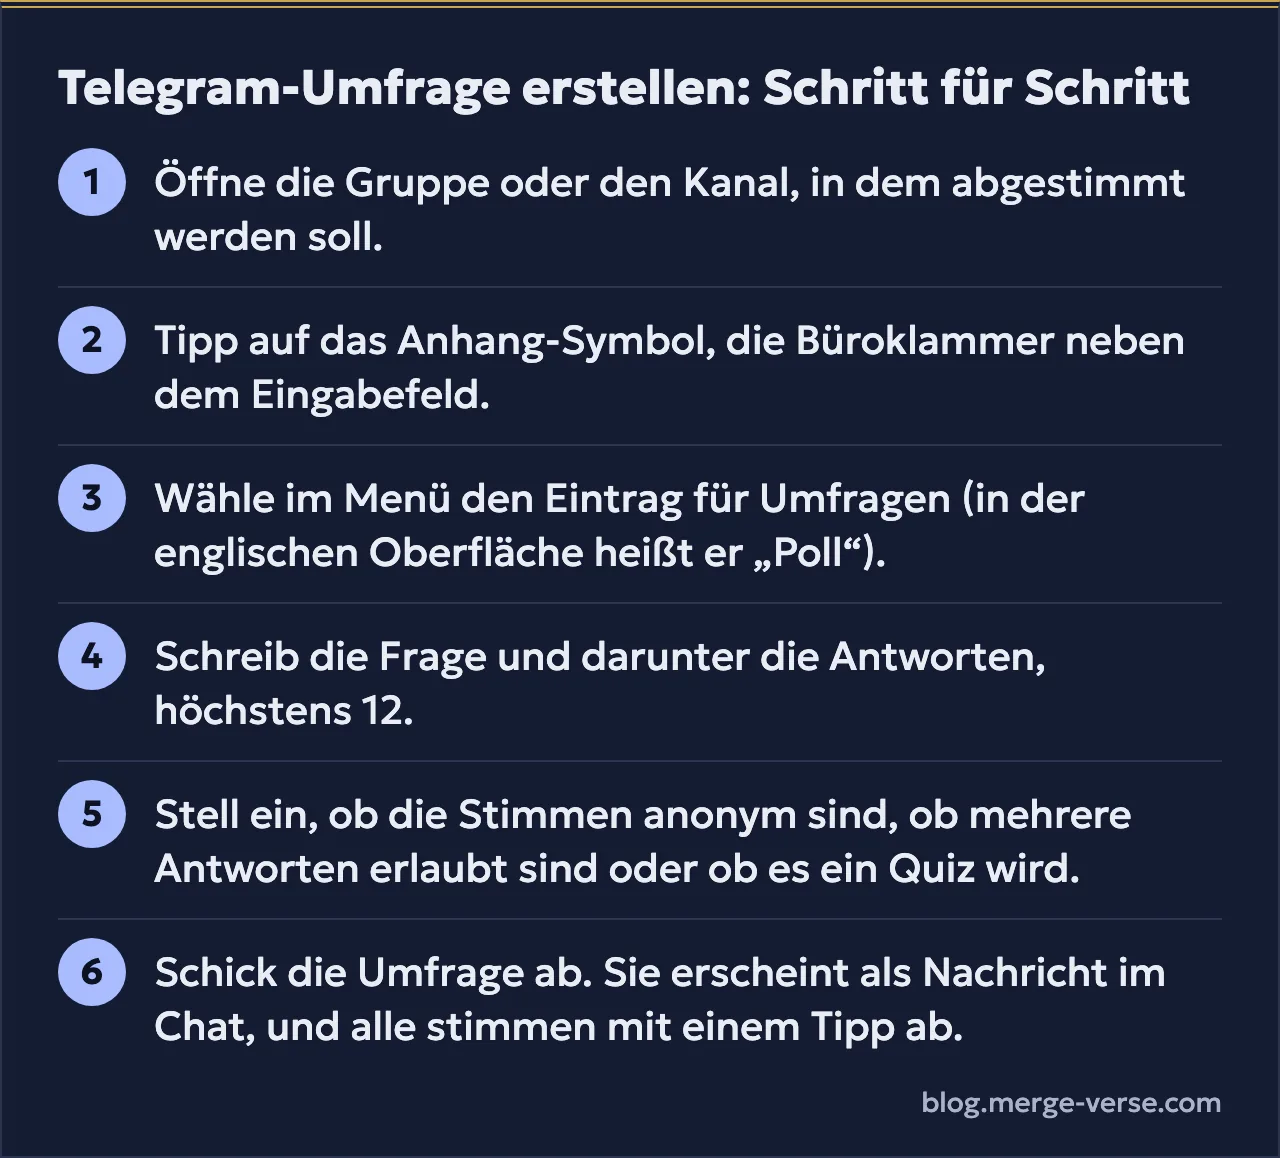 Telegram-Umfrage erstellen: Schritt für Schritt
1
Öffne die Gruppe oder den Kanal, in dem abgestimmt
werden soll.
2
Tipp auf das Anhang-Symbol, die Büroklammer neben
dem Eingabefeld.
3
Wähle im Menü den Eintrag für Umfragen (in der
englischen Oberfläche heißt er „Poll“).
4
Schreib die Frage und darunter die Antworten,
höchstens 12.
5
Stell ein, ob die Stimmen anonym sind, ob mehrere
Antworten erlaubt sind oder ob es ein Quiz wird.
6
Schick die Umfrage ab. Sie erscheint als Nachricht im
Chat, und alle stimmen mit einem Tipp ab.
blog.merge-verse.com